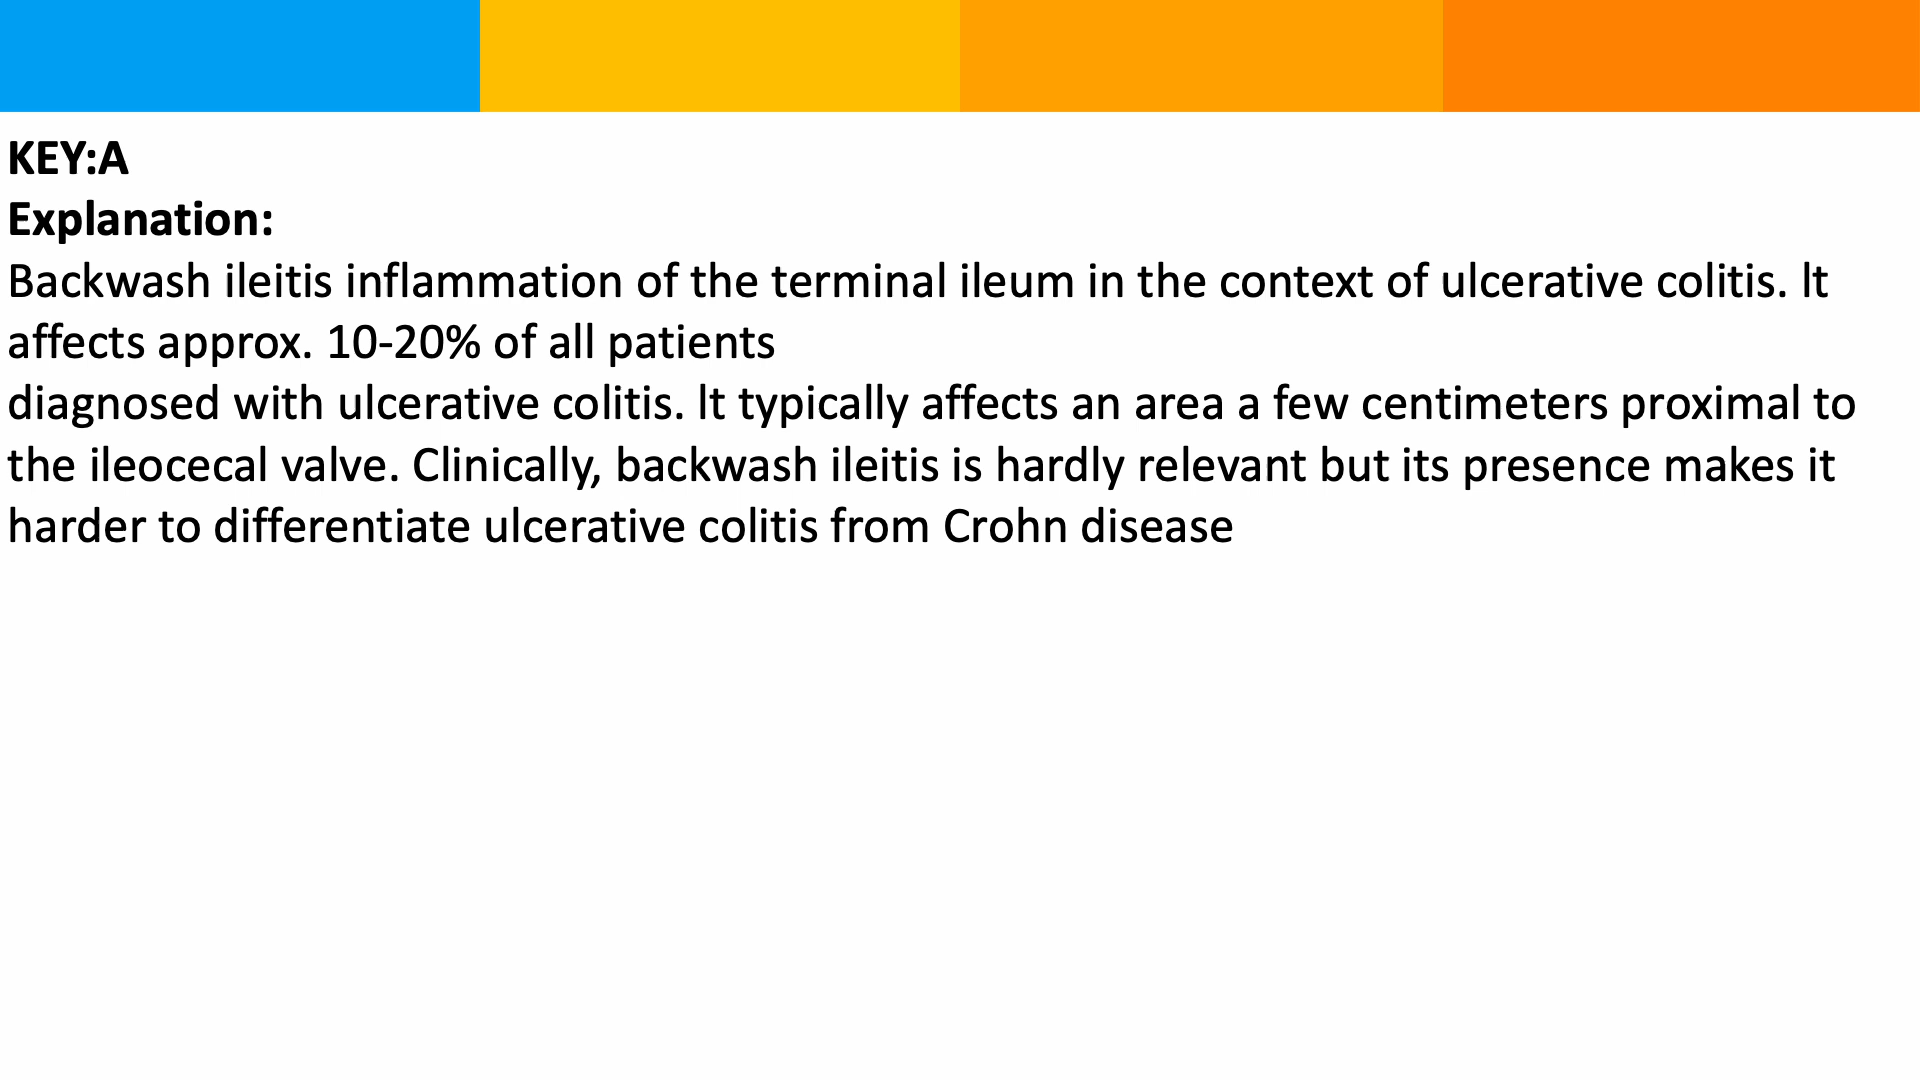 KEY:A
Explanation:
Backwash ileitis inflammation of the terminal ileum in the context of ulcerative colitis. lt
affects approx. 10-20% of all patients
diagnosed with ulcerative colitis. lt typically affects an area a few centimeters proximal to
the ileocecal valve. Clinically, backwash ileitis is hardly relevant but its presence makes it
harder to differentiate ulcerative colitis from Crohn disease